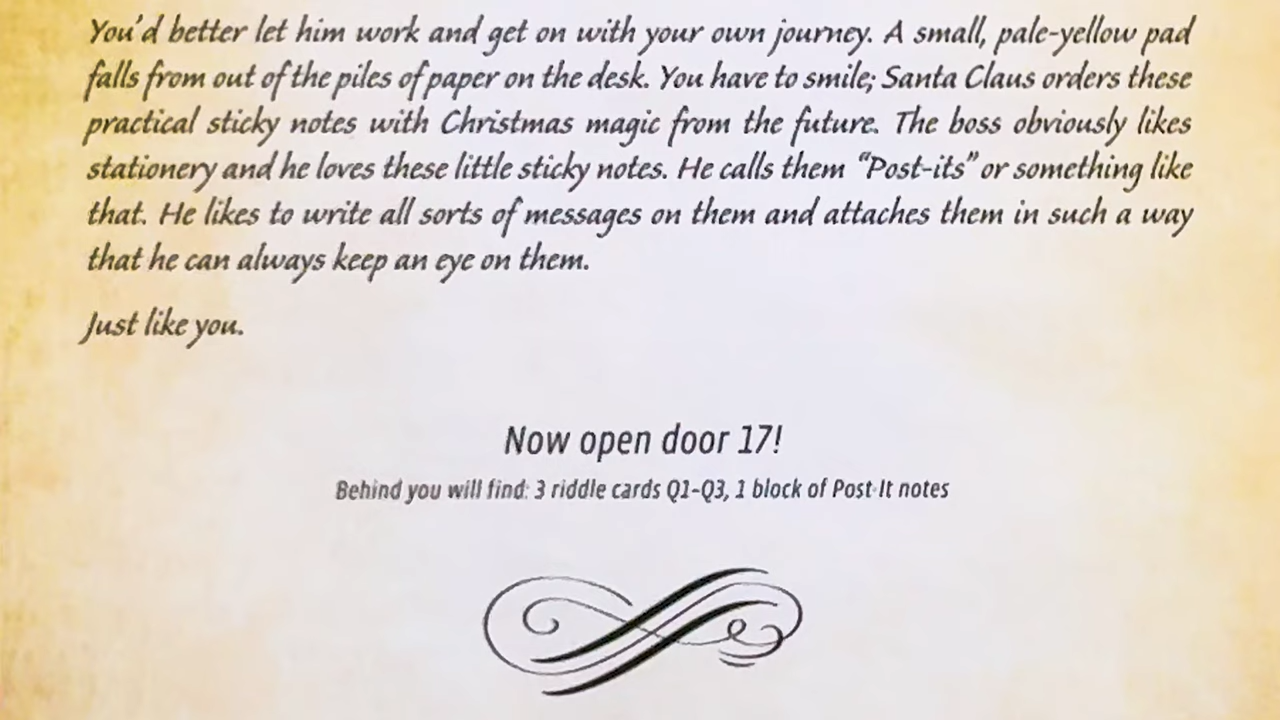 You'd better let him work and get on with your own journey. A small, pale-yellow pad
falls from out of the piles of paper on the desk. You have to smile; Santa Claus orders these
practical sticky notes with Christmas magic from the future. The boss obviously likes
stationery and he loves these little sticky notes. He calls them “Post-its” or something like
that. He likes to write all sorts of messages on them and attaches them in such a way
that he can always keep an eye on them.
Just like you.
Now open door 17!
Behind you will find: 3 riddle cards Q1-Q3, 1 block of Post-It notes